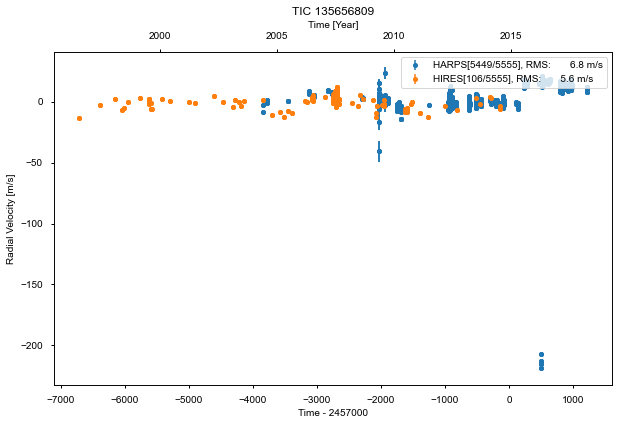 TIC 135656809
Time [Year]
2000 2005 2010 2015
HARPS[5449/5555], RMS: 6.8 m/s
HIRES[106/5555], RMS: 5.6 m/s
Radial Velocity [m/s]
0
−50
−100
−150
−200
−7000 −6000 −5000 −4000 −3000 −2000 −1000 0 1000
Time - 2457000